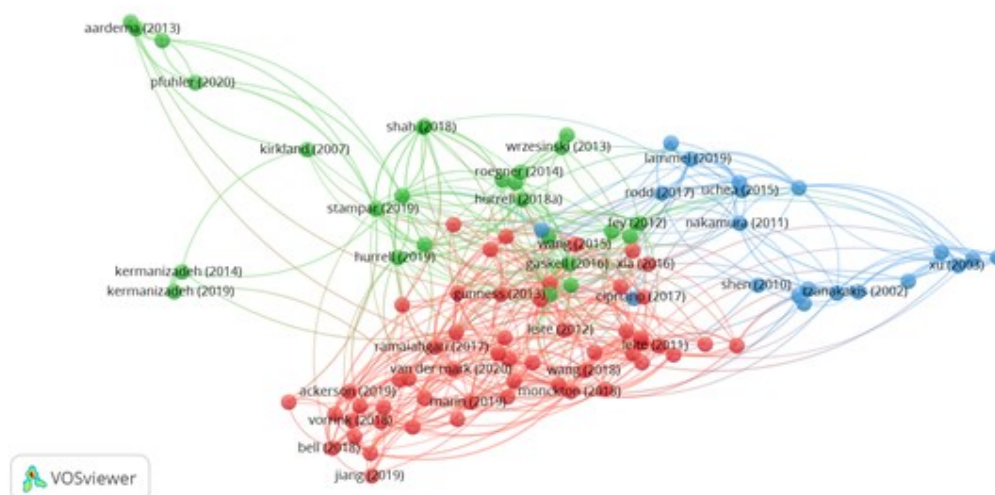 aardema (2013)
pfuhler (2020)
kirkland (2007)
shah (2018)
wrzesinski (2013)
lammel (2019)
roegner (2014)
rodd (2017)
uchea (2015)
hutrell (2018a)
stampar (2019)
fey (2012)
nakamura (2011)
wang (2015)
hurrell (2019)
gaskell (2016)
xia (2016)
xu (2003)
kermanizadeh (2014)
kermanizadeh (2019)
gunness (2013)
cipriano (2017)
shen (2010)
tzanakakis (2002)
leite (2012)
ramaiahgari (2017)
leite (2011)
van der mark (2020)
wang (2018)
ackerson (2019)
marin (2019)
monckton (2018)
vorrink (2018)
bell (2018)
jiang (2019)
VOSviewer